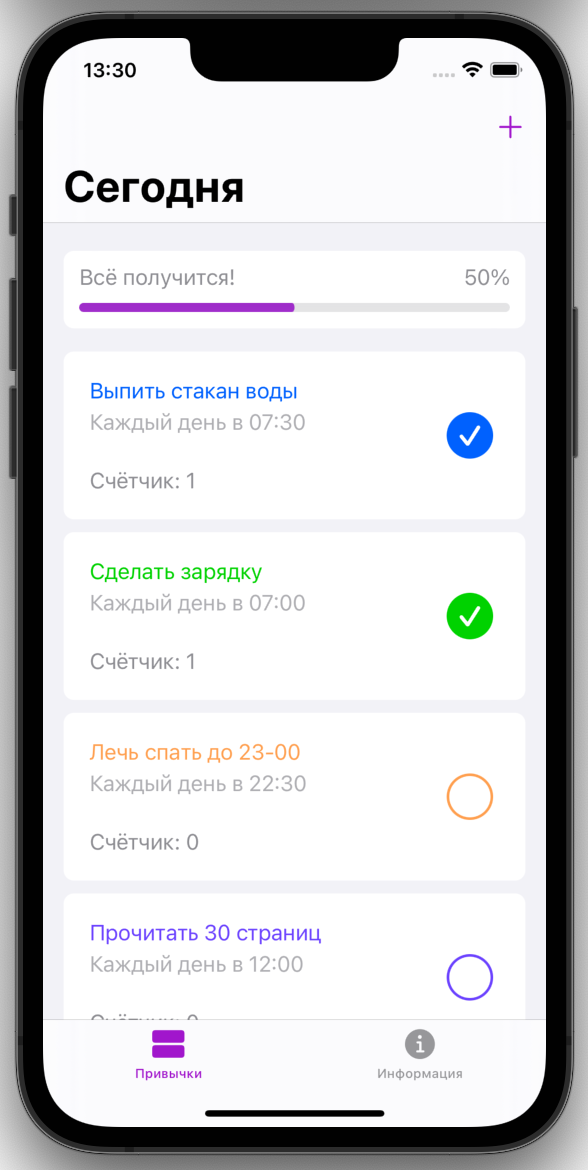 13:30
Сегодня
Всё получится! 50%
Выпить стакан воды
Каждый день в 07:30
Счётчик: 1
Сделать зарядку
Каждый день в 07:00
Счётчик: 1
Лечь спать до 23-00
Каждый день в 22:30
Счётчик: 0
Прочитать 30 страниц
Каждый день в 12:00
Счётчик: 0
Привычки Информация